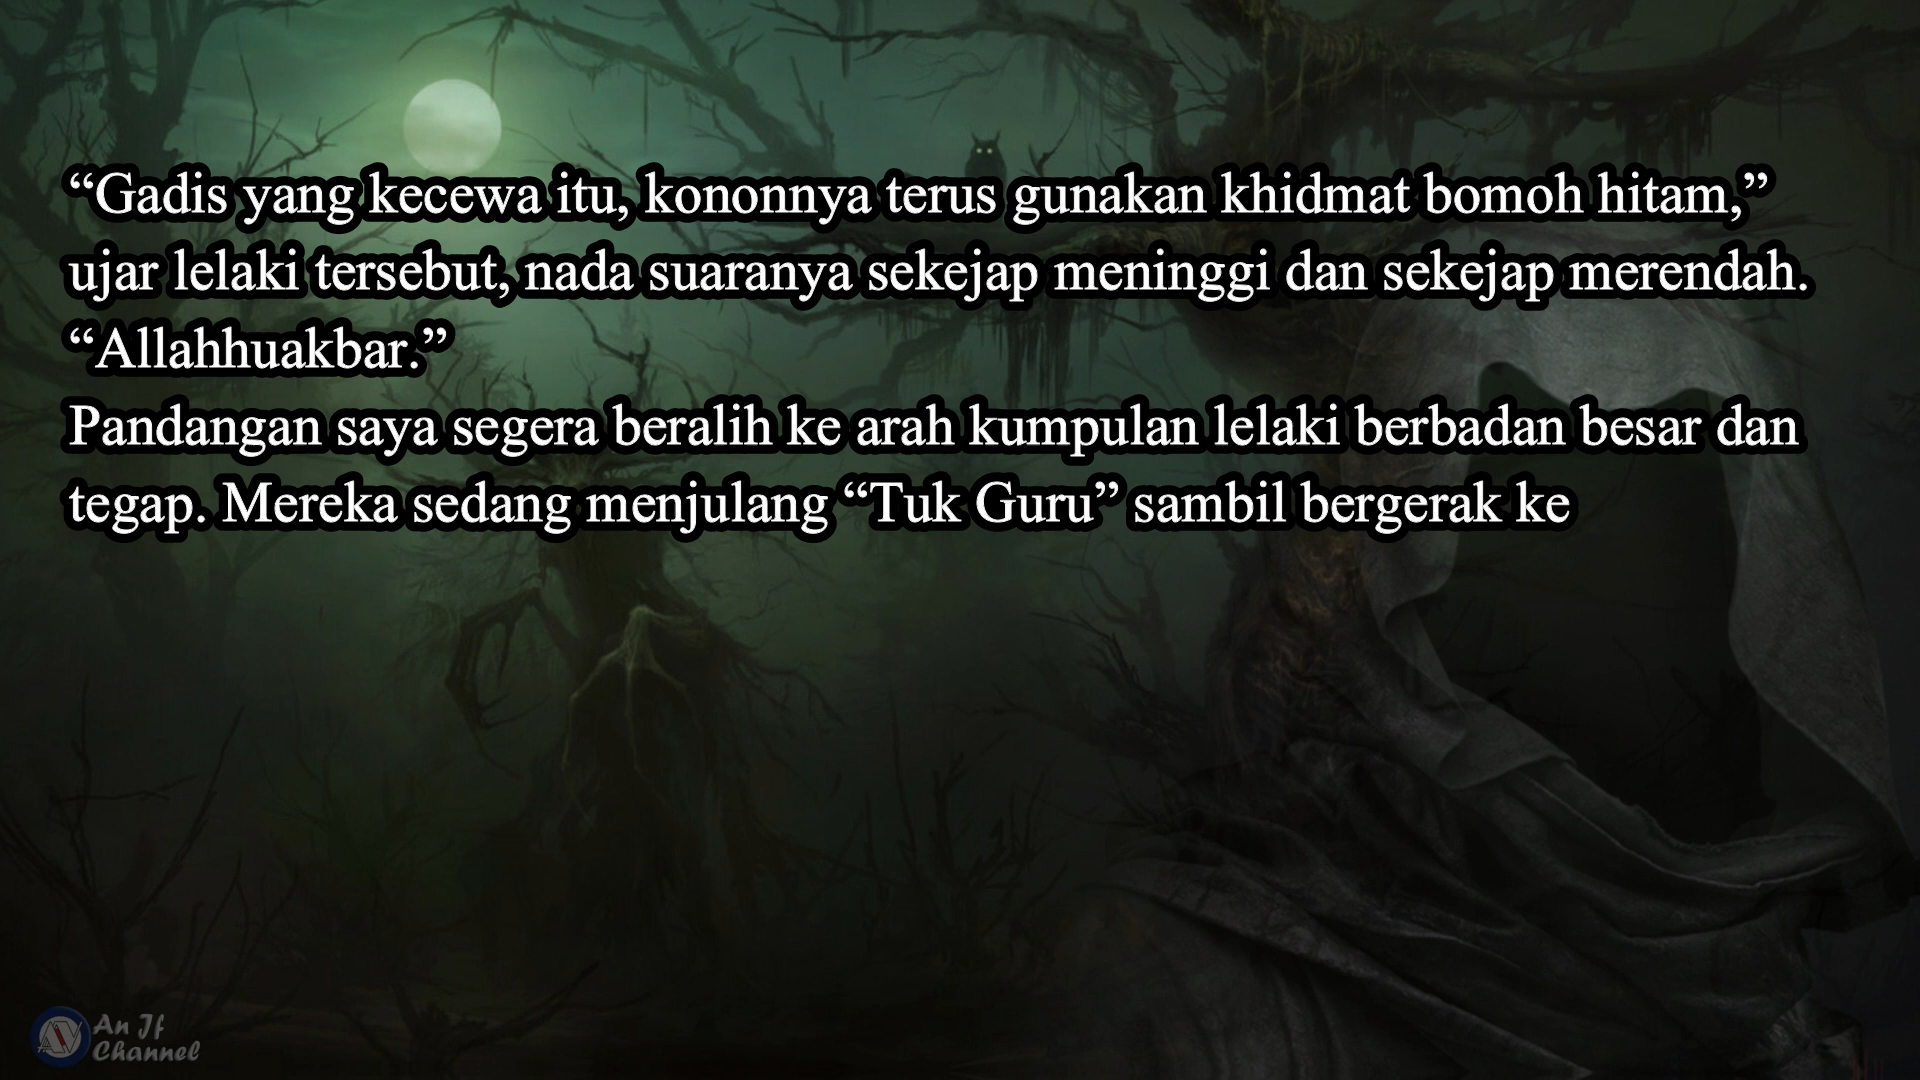 “Gadis yang kecewa itu, kononnya terus gunakan khidmat bomoh hitam,”
ujar lelaki tersebut, nada suaranya sekejap meninggi dan sekejap merendah.
“Allahhuakbar.”
Pandangan saya segera beralih ke arah kumpulan lelaki berbadan besar dan
tegap. Mereka sedang menjulang “Tuk Guru” sambil bergerak ke
An Jf
Channel